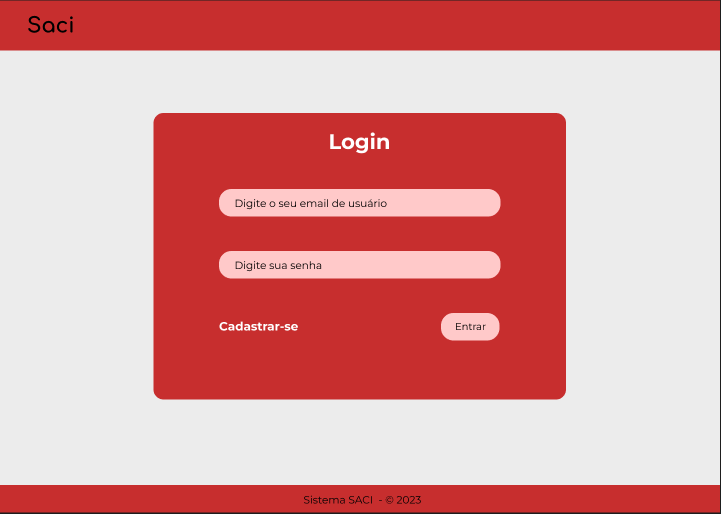 Saci
Login
Digite o seu email de usuário
Digite sua senha
Cadastrar-se
Entrar
Sistema SACI - © 2023